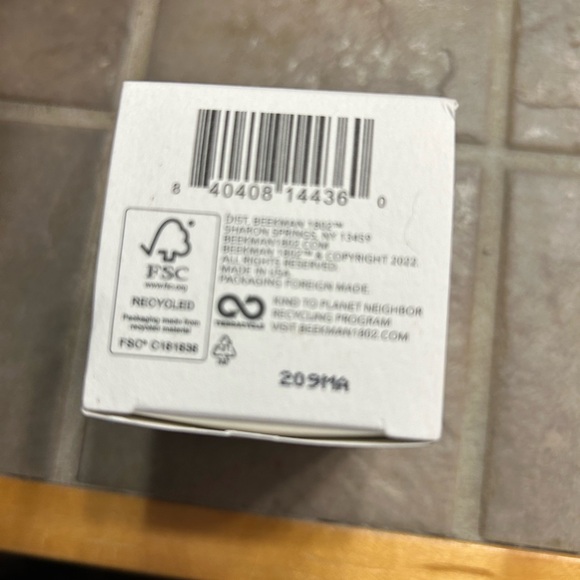 8 40408 14436 0
DIST. BEEKMAN 1802™
SHARON SPRINGS, NY 13459
BEEKMAN1802.COM
BEEKMAN 1802™ & COPYRIGHT 2022.
ALL RIGHTS RESERVED.
MADE IN USA.
PACKAGING FOREIGN MADE.
FSC
www.fsc.org
RECYCLED
Packaging made from
recycled material
FSC® C181838
TERRACYCLE
KIND TO PLANET NEIGHBOR
RECYCLING PROGRAM
VISIT BEEKMAN1802.COM
209MA